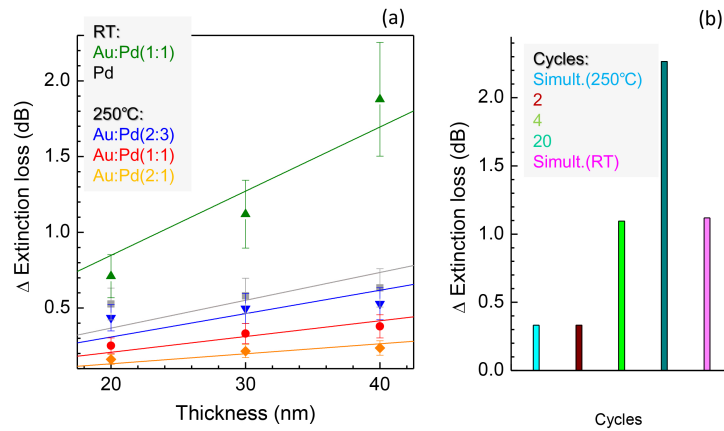 (a)
RT:
Au:Pd(1:1)
Pd
250℃:
Au:Pd(2:3)
Au:Pd(1:1)
Au:Pd(2:1)
2.0
1.5
1.0
0.5
Δ Extinction loss (dB)
20
30
40
Thickness (nm)
(b)
Cycles:
Simult.(250℃)
2
4
20
Simult.(RT)
2.0
1.5
1.0
0.5
0.0
Δ Extinction loss (dB)
Cycles